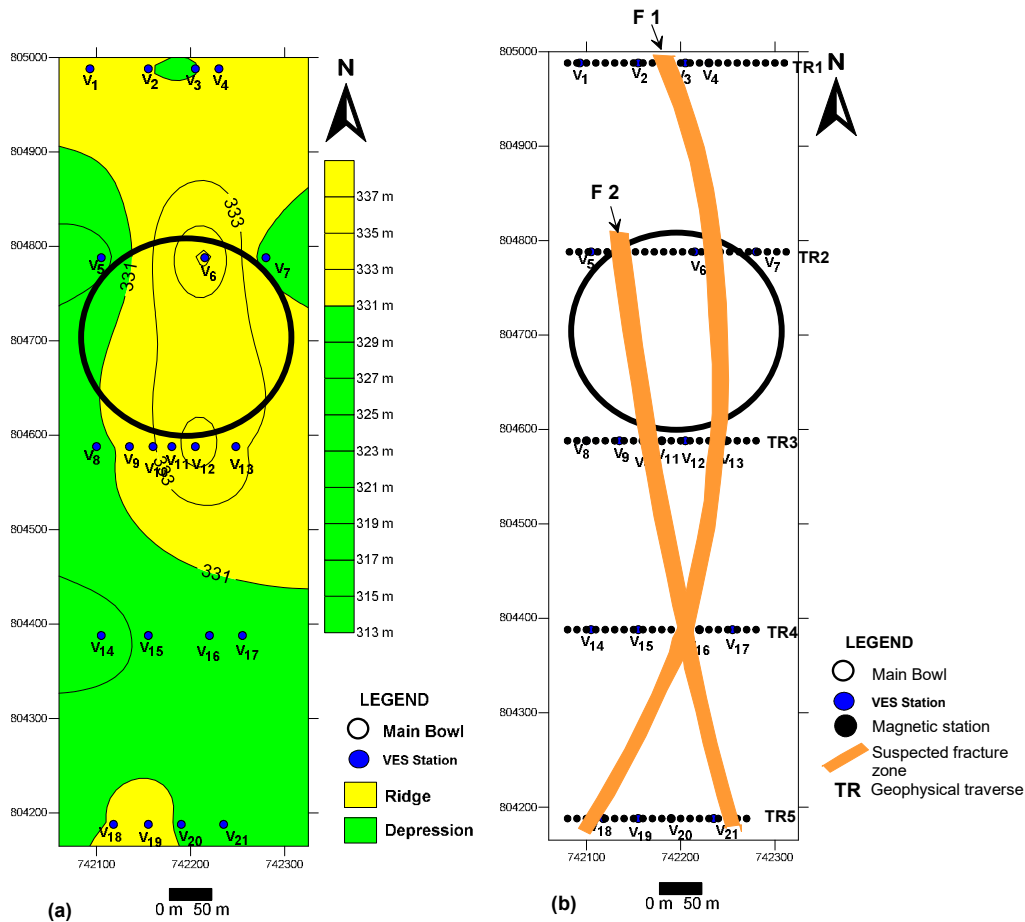 805000
804900
804800
804700
804600
804500
804400
804300
804200
742100
742200
742300
V1
V2
V3
V4
V5
V6
V7
V8
V9
V10
V11
V12
V13
V14
V15
V16
V17
V18
V19
V20
V21
333
331
333
331
N
337 m
335 m
333 m
331 m
329 m
327 m
325 m
323 m
321 m
319 m
317 m
315 m
313 m
LEGEND
Main Bowl
VES Station
Ridge
Depression
0 m 50 m
(a)
F 1
F 2
805000
804900
804800
804700
804600
804500
804400
804300
804200
742100
742200
742300
V1
V2
V3
V4
TR1
V5
V6
V7
TR2
V8
V9
V11
V12
V13
TR3
V14
V15
V16
V17
TR4
V18
V19
V20
V21
TR5
N
LEGEND
Main Bowl
VES Station
Magnetic station
Suspected fracture
zone
TR Geophysical traverse
0 m 50 m
(b)